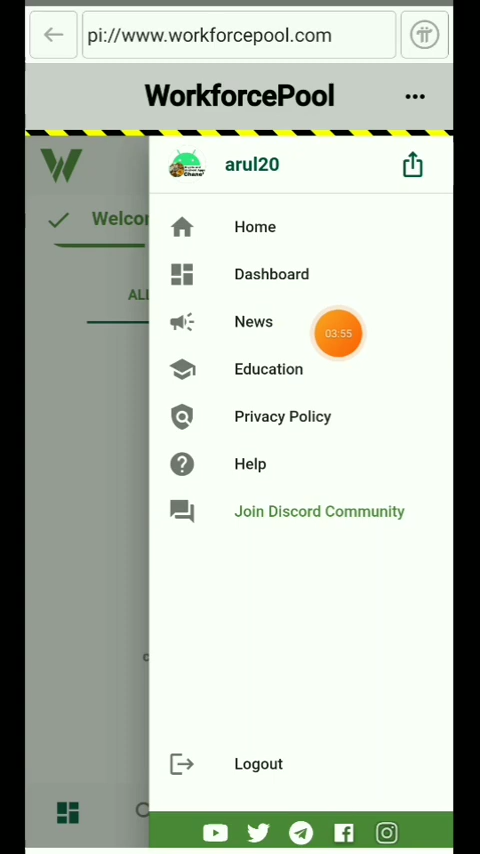 pi://www.workforcepool.com
WorkforcePool
arul20
Welcom
ALL
Home
Dashboard
News
03:55
Education
Privacy Policy
Help
Join Discord Community
Logout